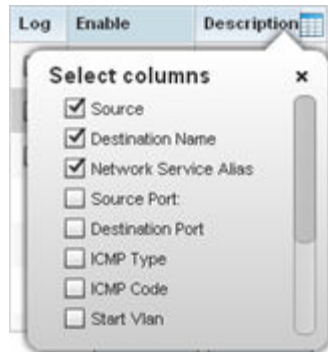 Log Enable Description
Select columns ×
Source
Destination Name
Network Service Alias
Source Port:
Destination Port
ICMP Type
ICMP Code
Start Vlan